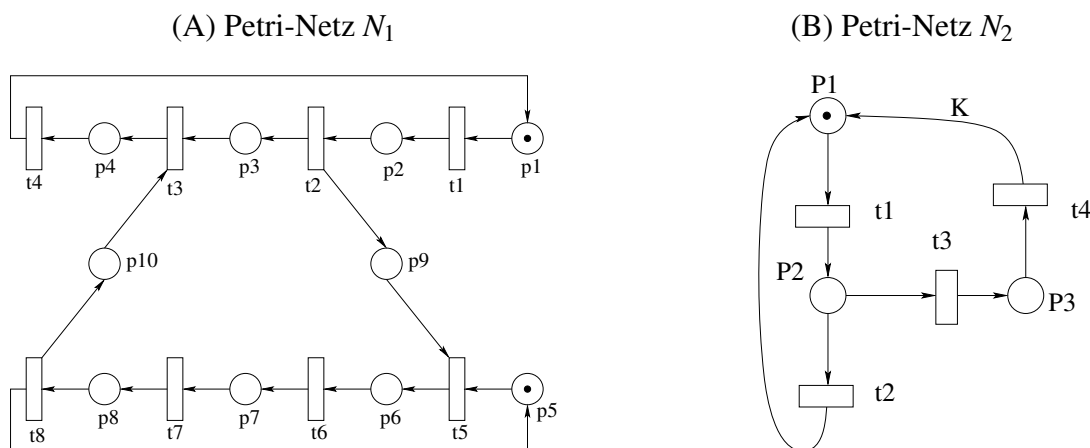 (A) Petri-Netz N₁
(B) Petri-Netz N₂
t4
p4
t3
p3
t2
p2
t1
p1
p10
p9
t8
p8
t7
p7
t6
p6
t5
p5
P1
K
t1
t4
t3
P2
P3
t2